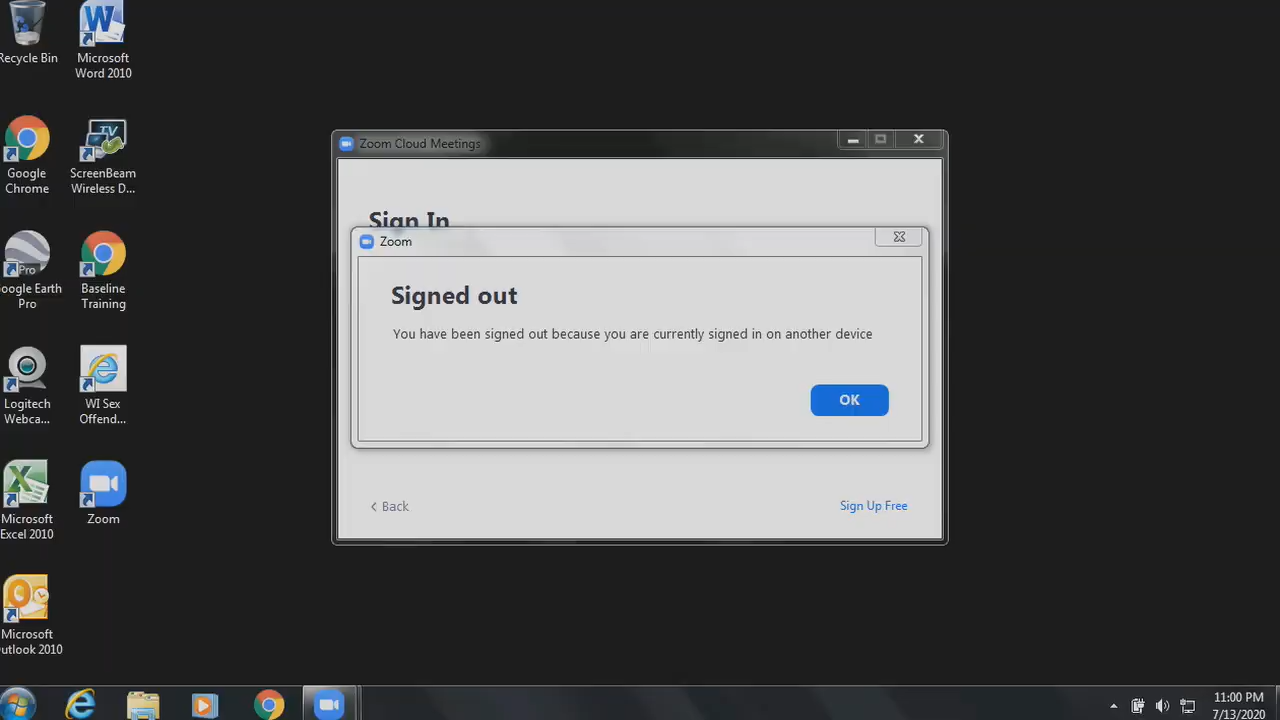 Recycle Bin
Microsoft
Word 2010
Google
Chrome
ScreenBeam
Wireless D...
Pro
Google Earth
Pro
Baseline
Training
Logitech
Webca...
WI Sex
Offend...
Microsoft
Excel 2010
Zoom
Microsoft
Outlook 2010
Zoom Cloud Meetings
Sign In
Zoom
Signed out
You have been signed out because you are currently signed in on another device
OK
Back
Sign Up Free
11:00 PM
7/13/2020